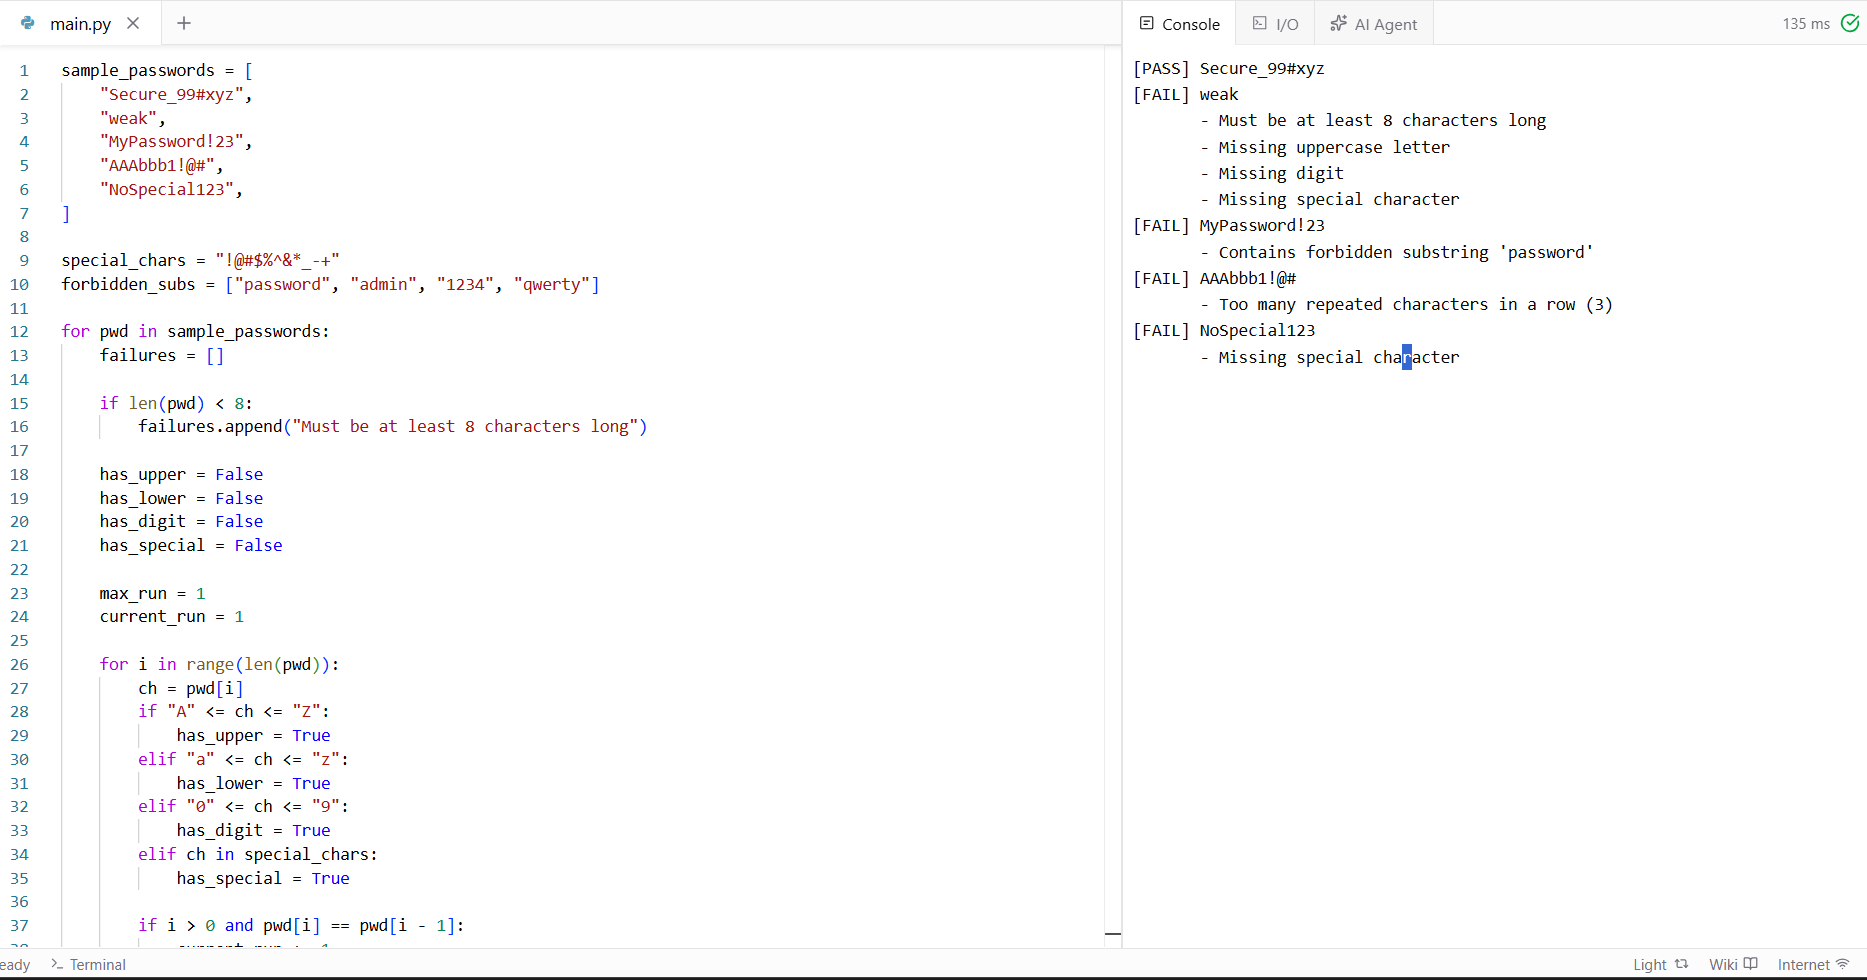 main.py
Console
I/O
AI Agent
135 ms
1 sample_passwords = [
2 "Secure_99#xyz",
3 "weak",
4 "MyPassword!23",
5 "AAAbbb1!@#",
6 "NoSpecial123",
7 ]
8
9 special_chars = "!@#$%^&*_-+"
10 forbidden_subs = ["password", "admin", "1234", "qwerty"]
11
12 for pwd in sample_passwords:
13 failures = []
14
15 if len(pwd) < 8:
16 failures.append("Must be at least 8 characters long")
17
18 has_upper = False
19 has_lower = False
20 has_digit = False
21 has_special = False
22
23 max_run = 1
24 current_run = 1
25
26 for i in range(len(pwd)):
27 ch = pwd[i]
28 if "A" <= ch <= "Z":
29 has_upper = True
30 elif "a" <= ch <= "z":
31 has_lower = True
32 elif "0" <= ch <= "9":
33 has_digit = True
34 elif ch in special_chars:
35 has_special = True
36
37 if i > 0 and pwd[i] == pwd[i - 1]:
[PASS] Secure_99#xyz
[FAIL] weak
- Must be at least 8 characters long
- Missing uppercase letter
- Missing digit
- Missing special character
[FAIL] MyPassword!23
- Contains forbidden substring 'password'
[FAIL] AAAbbb1!@#
- Too many repeated characters in a row (3)
[FAIL] NoSpecial123
- Missing special character
eady
Terminal
Light
Wiki
Internet